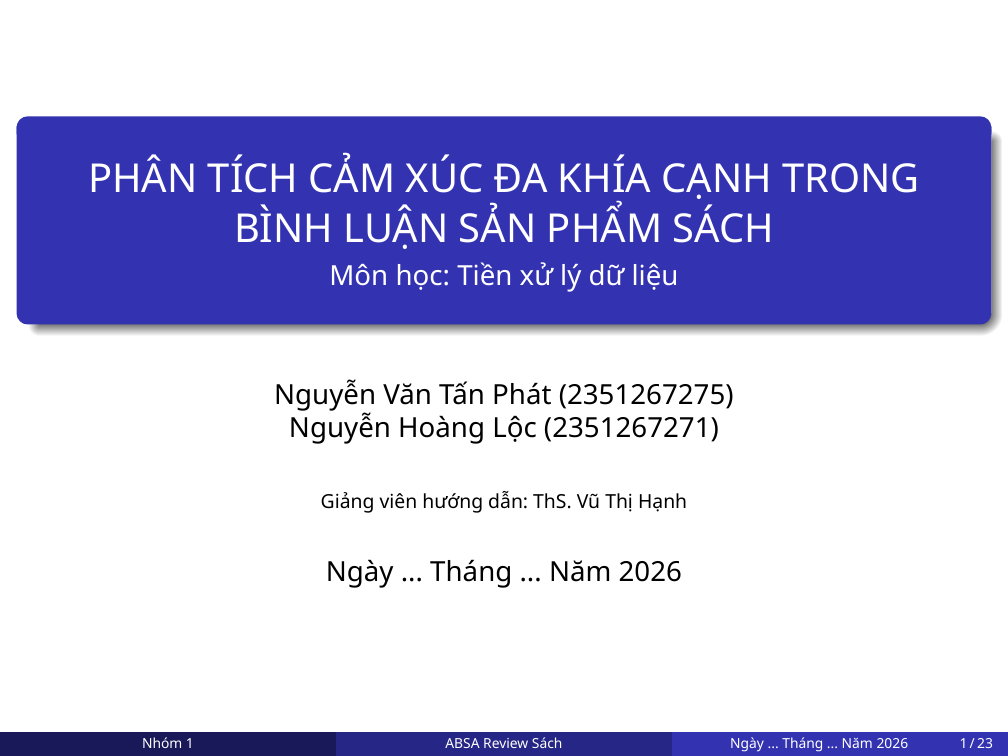 PHÂN TÍCH CẢM XÚC ĐA KHÍA CẠNH TRONG
BÌNH LUẬN SẢN PHẨM SÁCH
Môn học: Tiền xử lý dữ liệu
Nguyễn Văn Tấn Phát (2351267275)
Nguyễn Hoàng Lộc (2351267271)
Giảng viên hướng dẫn: ThS. Vũ Thị Hạnh
Ngày ... Tháng ... Năm 2026
Nhóm 1
ABSA Review Sách
Ngày ... Tháng ... Năm 2026
1 / 23